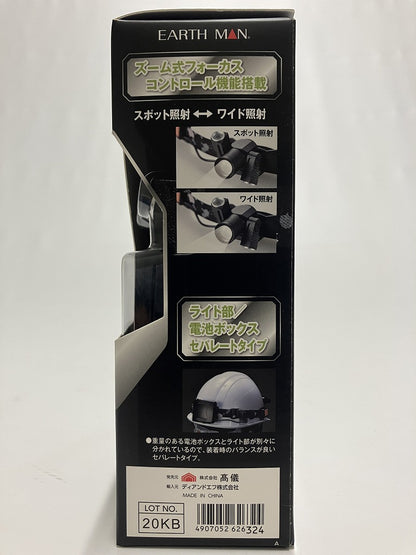 EARTH MAN.
ズーム式フォーカス
コントロール機能搭載
スポット照射 ↔ ワイド照射
スポット照射
ワイド照射
ライト部/
電池ボックス
セパレートタイプ
●重量のある電池ボックスとライト部が別々に
分かれているので、装着時のバランスが良い
セパレートタイプ。
発売元 株式会社 高儀
輸入元 ディアンドエフ株式会社
MADE IN CHINA
LOT NO.
20KB
4907052 626324
A